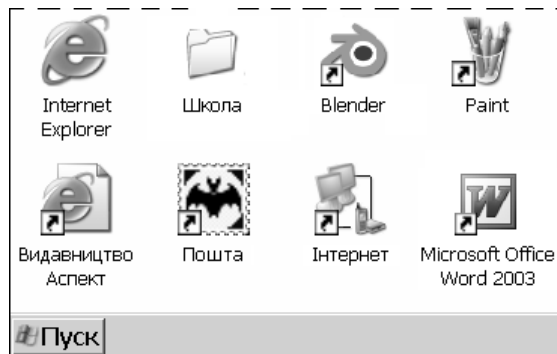 Internet
Explorer
Школа
Blender
Paint
Видавництво
Аспект
Пошта
Інтернет
Microsoft Office
Word 2003
Пуск